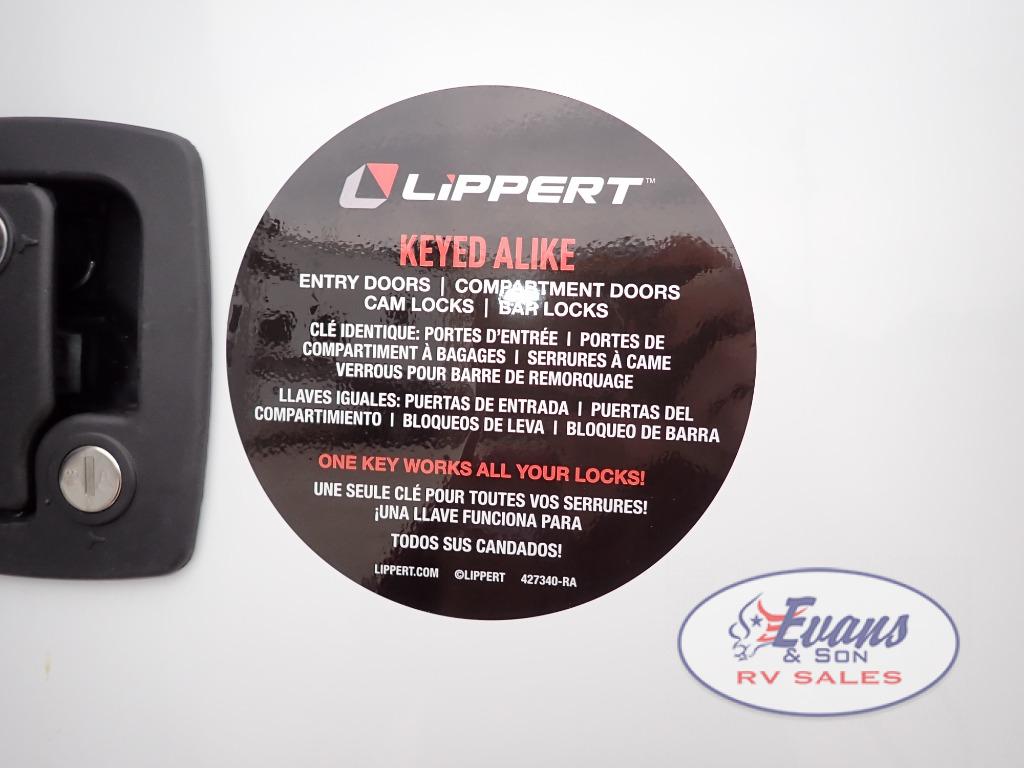 LiPPERT™
KEYED ALIKE
ENTRY DOORS | COMPARTMENT DOORS
CAM LOCKS | BAR LOCKS
CLÉ IDENTIQUE: PORTES D'ENTRÉE | PORTES DE
COMPARTIMENT À BAGAGES | SERRURES À CAME
VERROUS POUR BARRE DE REMORQUAGE
LLAVES IGUALES: PUERTAS DE ENTRADA | PUERTAS DEL
COMPARTIMIENTO | BLOQUEOS DE LEVA | BLOQUEO DE BARRA
ONE KEY WORKS ALL YOUR LOCKS!
UNE SEULE CLÉ POUR TOUTES VOS SERRURES!
¡UNA LLAVE FUNCIONA PARA
TODOS SUS CANDADOS!
LIPPERT.COM ©LIPPERT 427340-RA
Evans
& SON
RV SALES